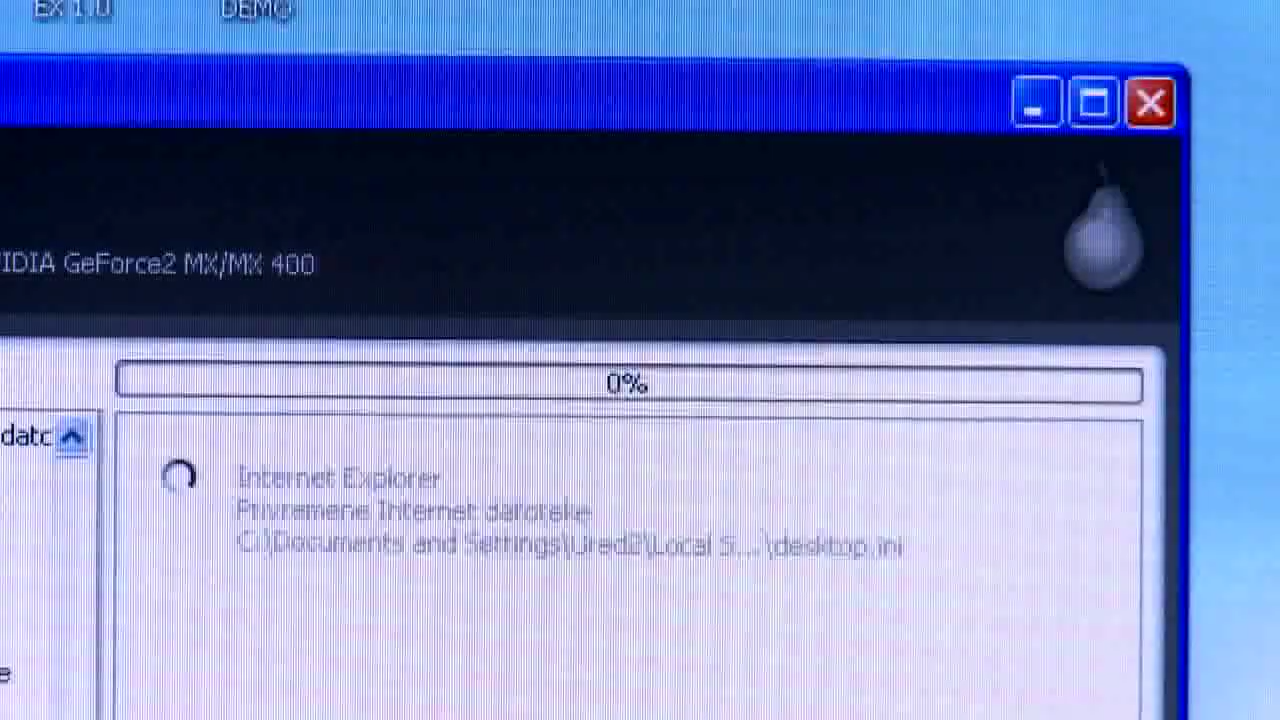 EX 1.0
DEMO
IDIA GeForce2 MX/MX 400
0%
datc
Internet Explorer
Privremene Internet datoteke
C:\Documents and Settings\Ured2\Local S...\desktop.ini
e